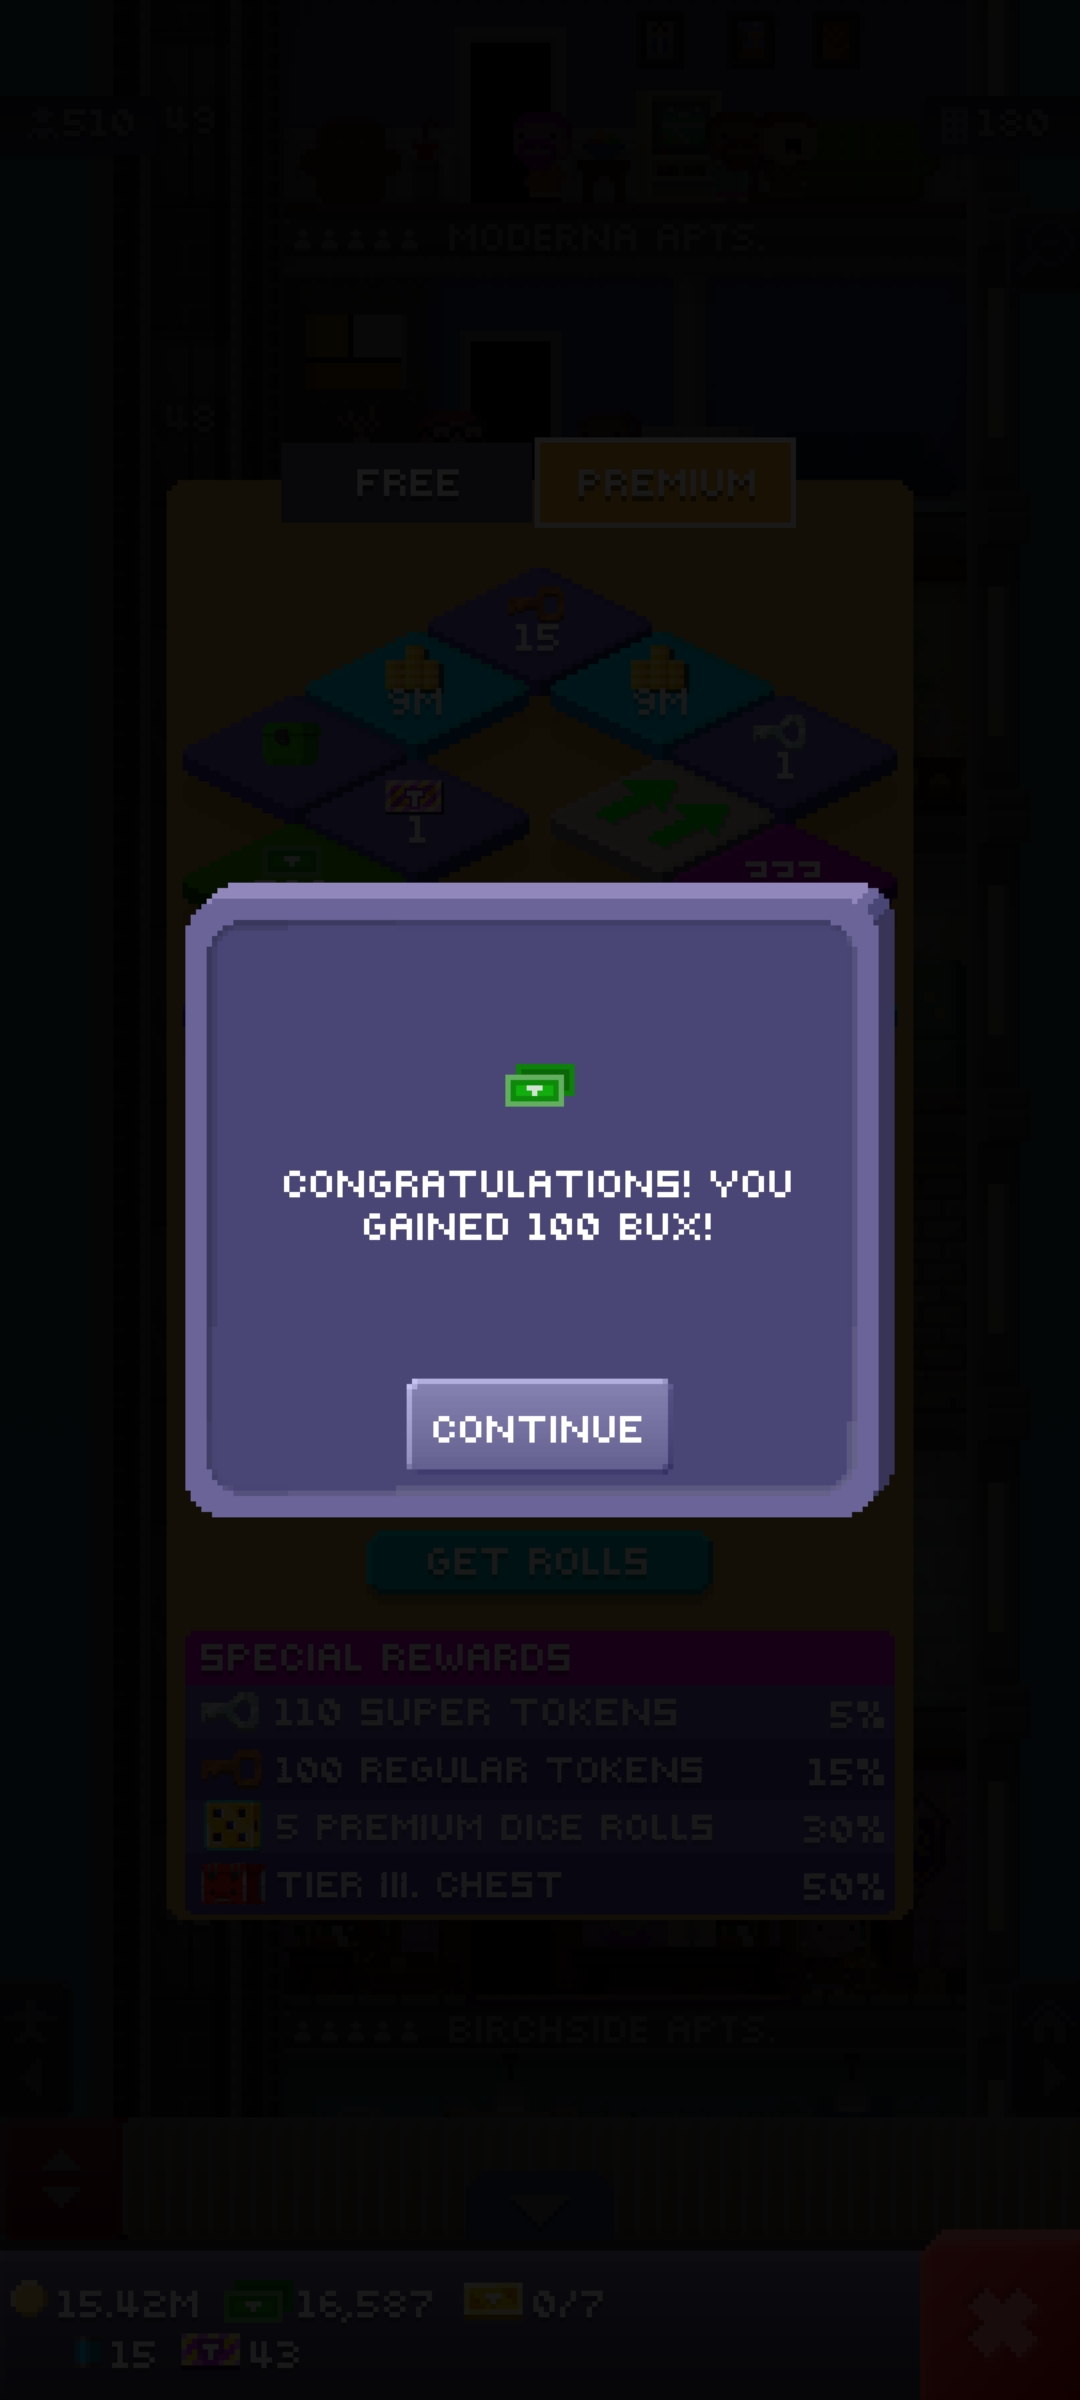 510
48
180
MODERNA APTS.
48
FREE
PREMIUM
15
9M
9M
1
1
???
CONGRATULATIONS! YOU
GAINED 100 BUX!
CONTINUE
GET ROLLS
SPECIAL REWARDS
110 SUPER TOKENS 5%
100 REGULAR TOKENS 15%
5 PREMIUM DICE ROLLS 30%
TIER III. CHEST 50%
BIRCHSIDE APTS.
15.42M 16,587 0/7
15 43